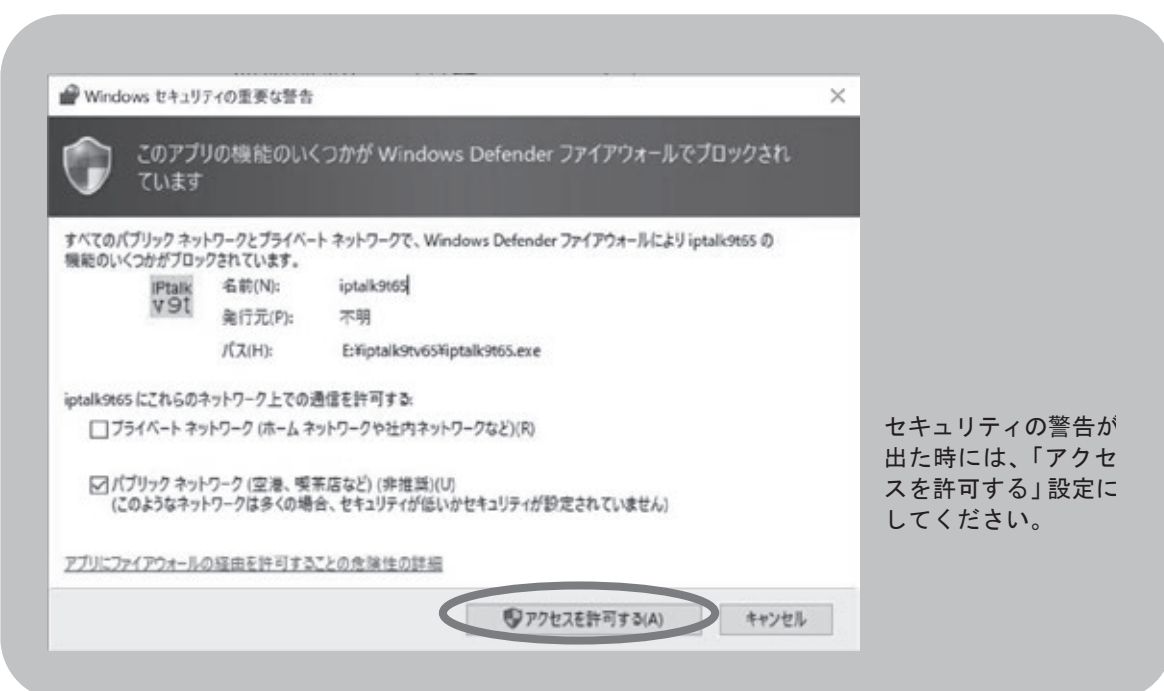 Windows セキュリティの重要な警告
このアプリの機能のいくつかが Windows Defender ファイアウォールでブロックされ
ています
すべてのパブリック ネットワークとプライベート ネットワークで、Windows Defender ファイアウォールにより iptalk9t65 の
機能のいくつかがブロックされています。
IPtalk
v9t
名前(N): iptalk9t65
発行元(P): 不明
パス(H): E:¥iptalk9tv65¥iptalk9t65.exe
iptalk9t65 にこれらのネットワーク上での通信を許可する:
プライベート ネットワーク (ホーム ネットワークや社内ネットワークなど)(R)
パブリック ネットワーク (空港、喫茶店など) (非推奨)(U)
(このようなネットワークは多くの場合、セキュリティが低いかセキュリティが設定されていません)
アプリにファイアウォールの経由を許可することの危険性の詳細
アクセスを許可する(A)
キャンセル
セキュリティの警告が
出た時には、「アクセ
スを許可する」設定に
してください。